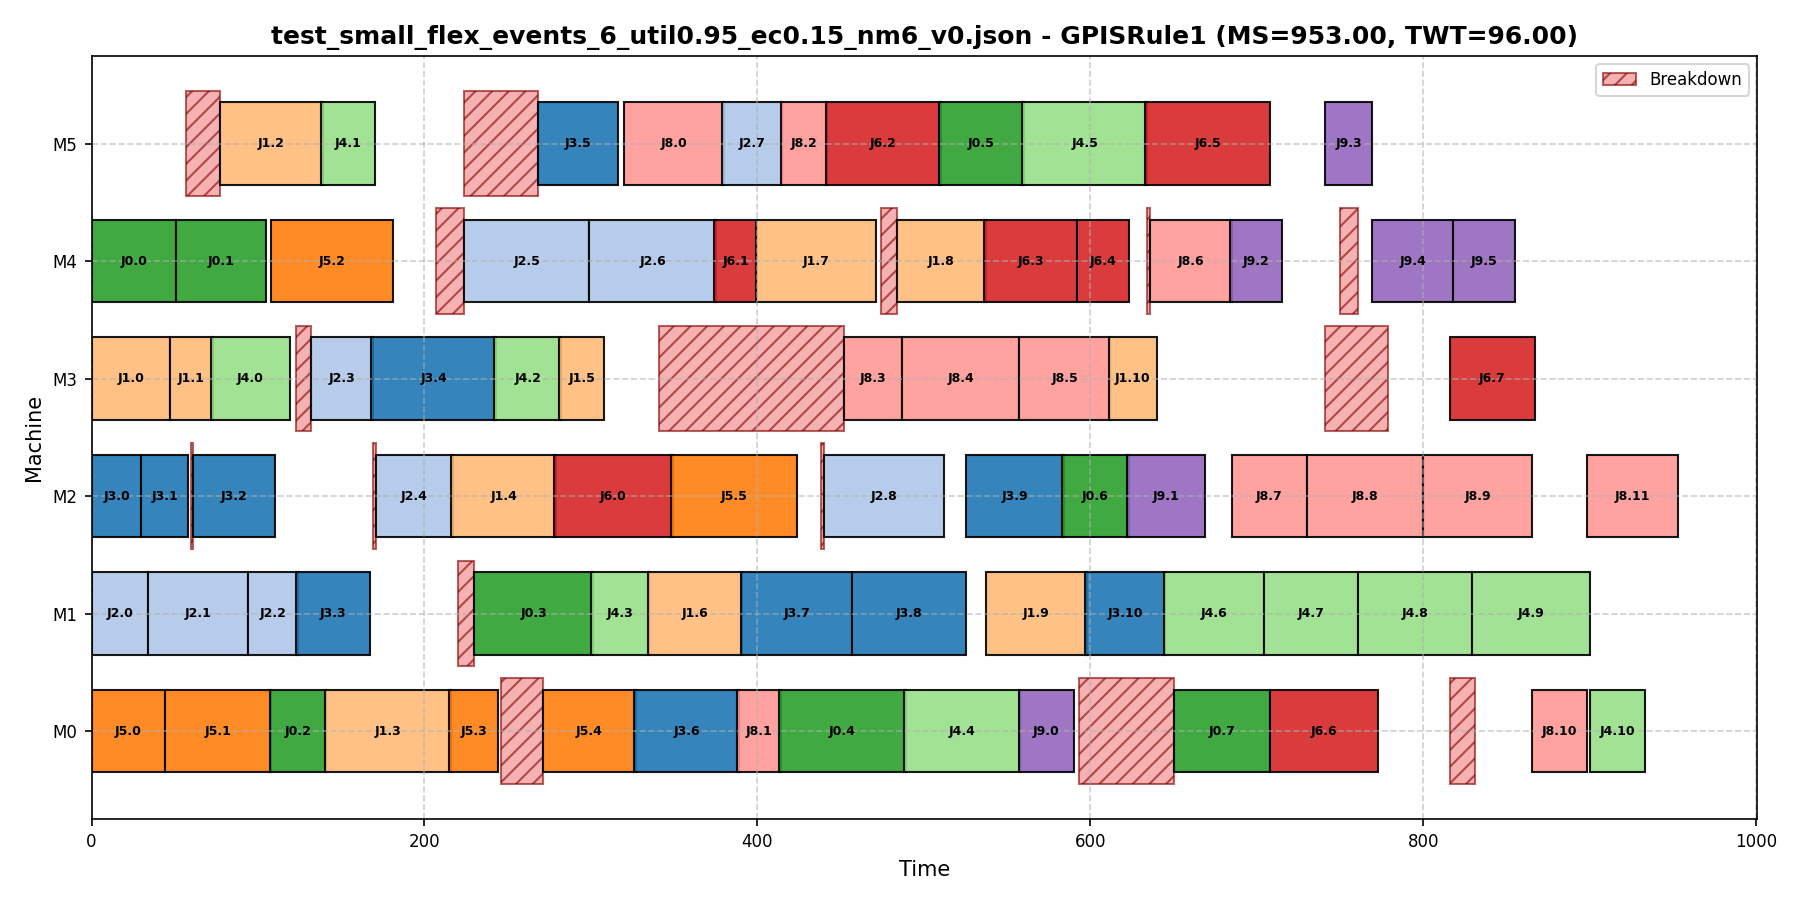 test_small_flex_events_6_util0.95_ec0.15_nm6_v0.json - GPISRule1 (MS=953.00, TWT=96.00)
Breakdown
M5 J1.2 J4.1 J3.5 J8.0 J2.7 J8.2 J6.2 J0.5 J4.5 J6.5 J9.3
M4 J0.0 J0.1 J5.2 J2.5 J2.6 J6.1 J1.7 J1.8 J6.3 J6.4 J8.6 J9.2 J9.4 J9.5
M3 J1.0 J1.1 J4.0 J2.3 J3.4 J4.2 J1.5 J8.3 J8.4 J8.5 J1.10 J6.7
M2 J3.0 J3.1 J3.2 J2.4 J1.4 J6.0 J5.5 J2.8 J3.9 J0.6 J9.1 J8.7 J8.8 J8.9 J8.11
M1 J2.0 J2.1 J2.2 J3.3 J0.3 J4.3 J1.6 J3.7 J3.8 J1.9 J3.10 J4.6 J4.7 J4.8 J4.9
M0 J5.0 J5.1 J0.2 J1.3 J5.3 J5.4 J3.6 J8.1 J0.4 J4.4 J9.0 J0.7 J6.6 J8.10 J4.10
Machine
0 200 400 600 800 1000
Time